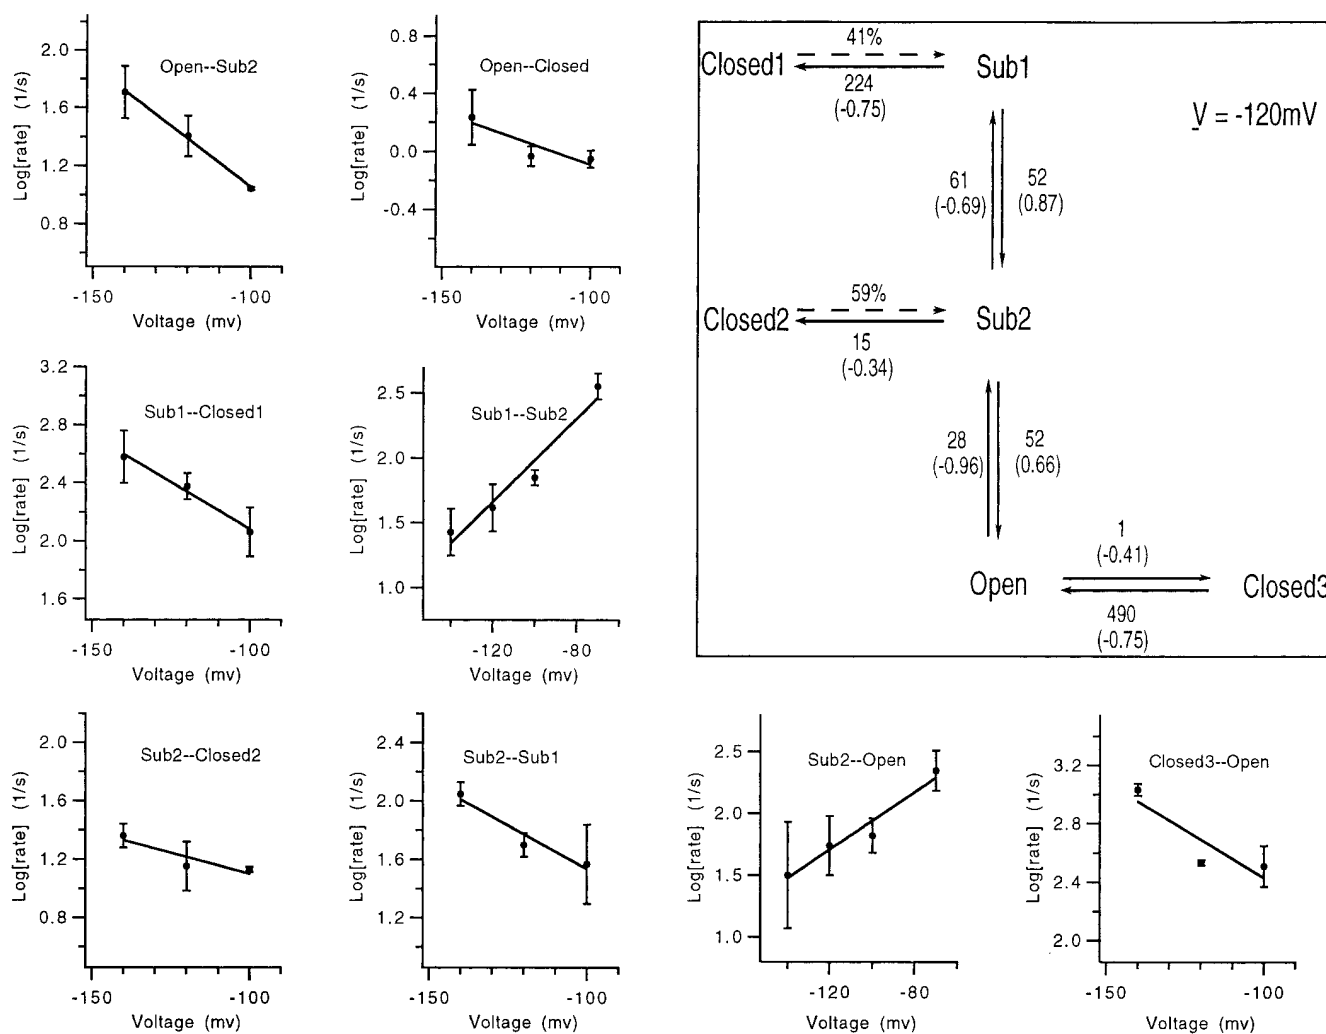 2.0
1.6
1.2
0.8
Log[rate] (1/s)
Open--Sub2
-150
-100
Voltage (mv)
0.8
0.4
0.0
-0.4
Log[rate] (1/s)
Open--Closed
-150
-100
Voltage (mv)
Closed1
41%
224
(-0.75)
Sub1
V = -120mV
61
(-0.69)
52
(0.87)
Closed2
59%
15
(-0.34)
Sub2
28
(-0.96)
52
(0.66)
Open
1
(-0.41)
490
(-0.75)
Closed3
3.2
2.8
2.4
2.0
1.6
Log[rate] (1/s)
Sub1--Closed1
-150
-100
Voltage (mv)
2.5
2.0
1.5
1.0
Log[rate] (1/s)
Sub1--Sub2
-120
-80
Voltage (mv)
2.0
1.6
1.2
0.8
Log[rate] (1/s)
Sub2--Closed2
-150
-100
Voltage (mv)
2.4
2.0
1.6
1.2
Log[rate] (1/s)
Sub2--Sub1
-150
-100
Voltage (mv)
2.5
2.0
1.5
1.0
Log[rate] (1/s)
Sub2--Open
-120
-80
Voltage (mv)
3.2
2.8
2.4
2.0
Log[rate] (1/s)
Closed3--Open
-150
-100
Voltage (mv)